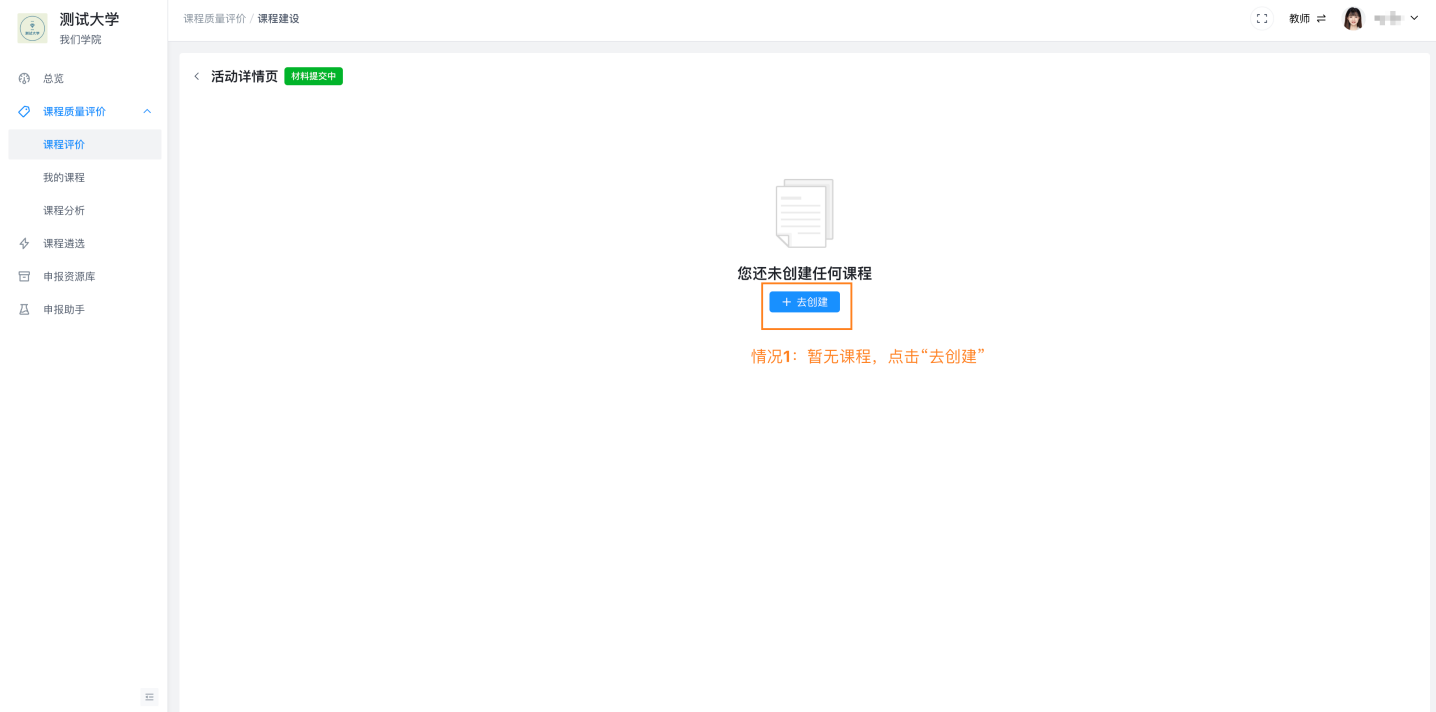 测试大学
我们学院
总览
课程质量评价
课程评价
我的课程
课程分析
课程遴选
申报资源库
申报助手
课程质量评价 / 课程建设
教师
活动详情页 材料提交中
您还未创建任何课程
+ 去创建
情况1：暂无课程，点击“去创建”